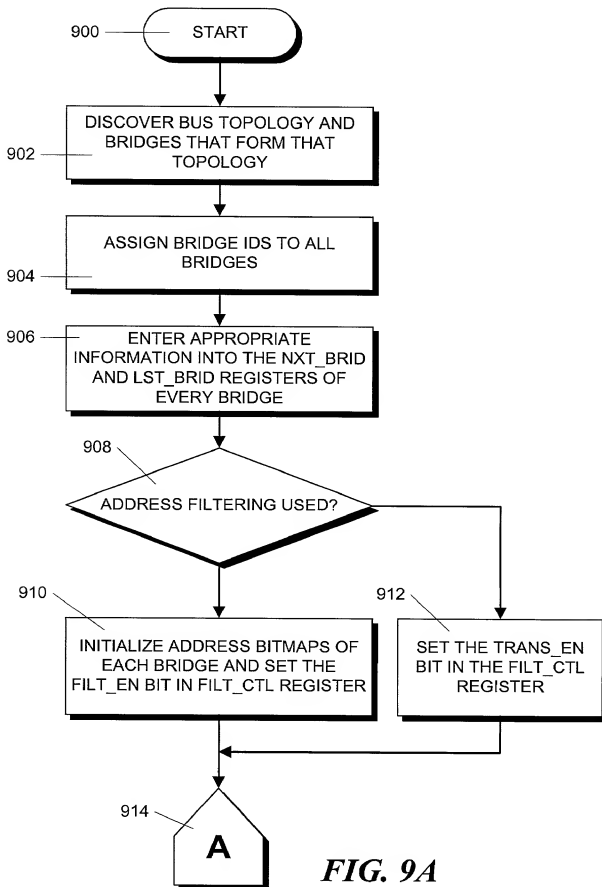 900
START
902
DISCOVER BUS TOPOLOGY AND
BRIDGES THAT FORM THAT
TOPOLOGY
904
ASSIGN BRIDGE IDS TO ALL
BRIDGES
906
ENTER APPROPRIATE
INFORMATION INTO THE NXT_BRID
AND LST_BRID REGISTERS OF
EVERY BRIDGE
908
ADDRESS FILTERING USED?
910
INITIALIZE ADDRESS BITMAPS OF
EACH BRIDGE AND SET THE
FILT_EN BIT IN FILT_CTL REGISTER
912
SET THE TRANS_EN
BIT IN THE FILT_CTL
REGISTER
914
A
FIG. 9A